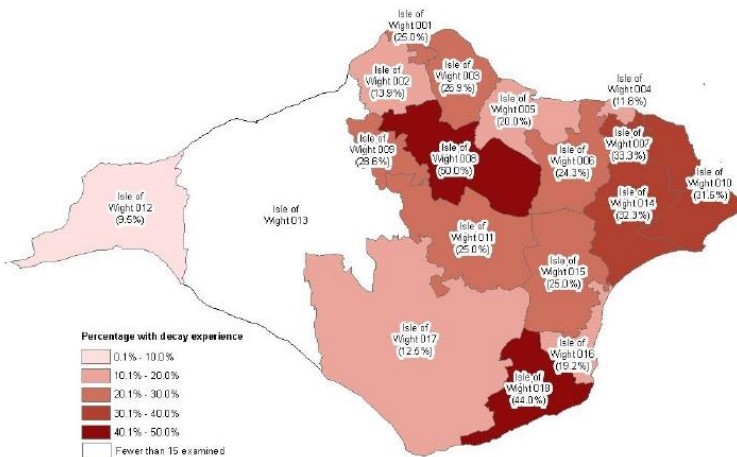 Isle of
Wight 001
(25.0%)
Isle of
Wight 002
(13.9%)
Isle of
Wight 003
(26.9%)
Isle of
Wight 004
(11.8%)
Isle of
Wight 005
(20.0%)
Isle of
Wight 006
(24.3%)
Isle of
Wight 007
(33.3%)
Isle of
Wight 008
(50.0%)
Isle of
Wight 009
(28.6%)
Isle of
Wight 010
(31.6%)
Isle of
Wight 011
(25.0%)
Isle of
Wight 012
(9.5%)
Isle of
Wight 013
Isle of
Wight 014
(32.3%)
Isle of
Wight 015
(25.0%)
Isle of
Wight 016
(19.2%)
Isle of
Wight 017
(12.5%)
Isle of
Wight 018
(44.0%)
Percentage with decay experience
0.1% - 10.0%
10.1% - 20.0%
20.1% - 30.0%
30.1% - 40.0%
40.1% - 50.0%
Fewer than 15 examined